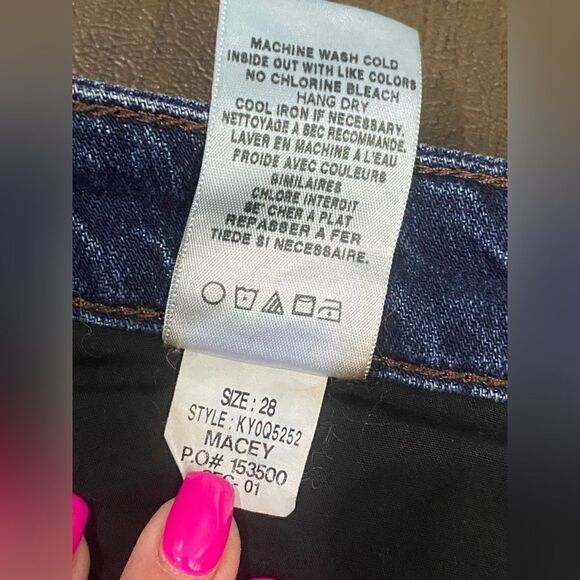 MACHINE WASH COLD
INSIDE OUT WITH LIKE COLORS
NO CHLORINE BLEACH
HANG DRY
COOL IRON IF NECESSARY.
NETTOYAGE A SEC RECOMMANDÉ.
LAVER EN MACHINE A L'EAU
FROIDE AVEC COULEURS
SIMILAIRES
CHLORE INTERDIT
SE'CHER A PLAT
REPASSER A FER
TIEDE SI NECESSAIRE.
SIZE : 28
STYLE : KY0Q5252
MACEY
P.O# 153500
01